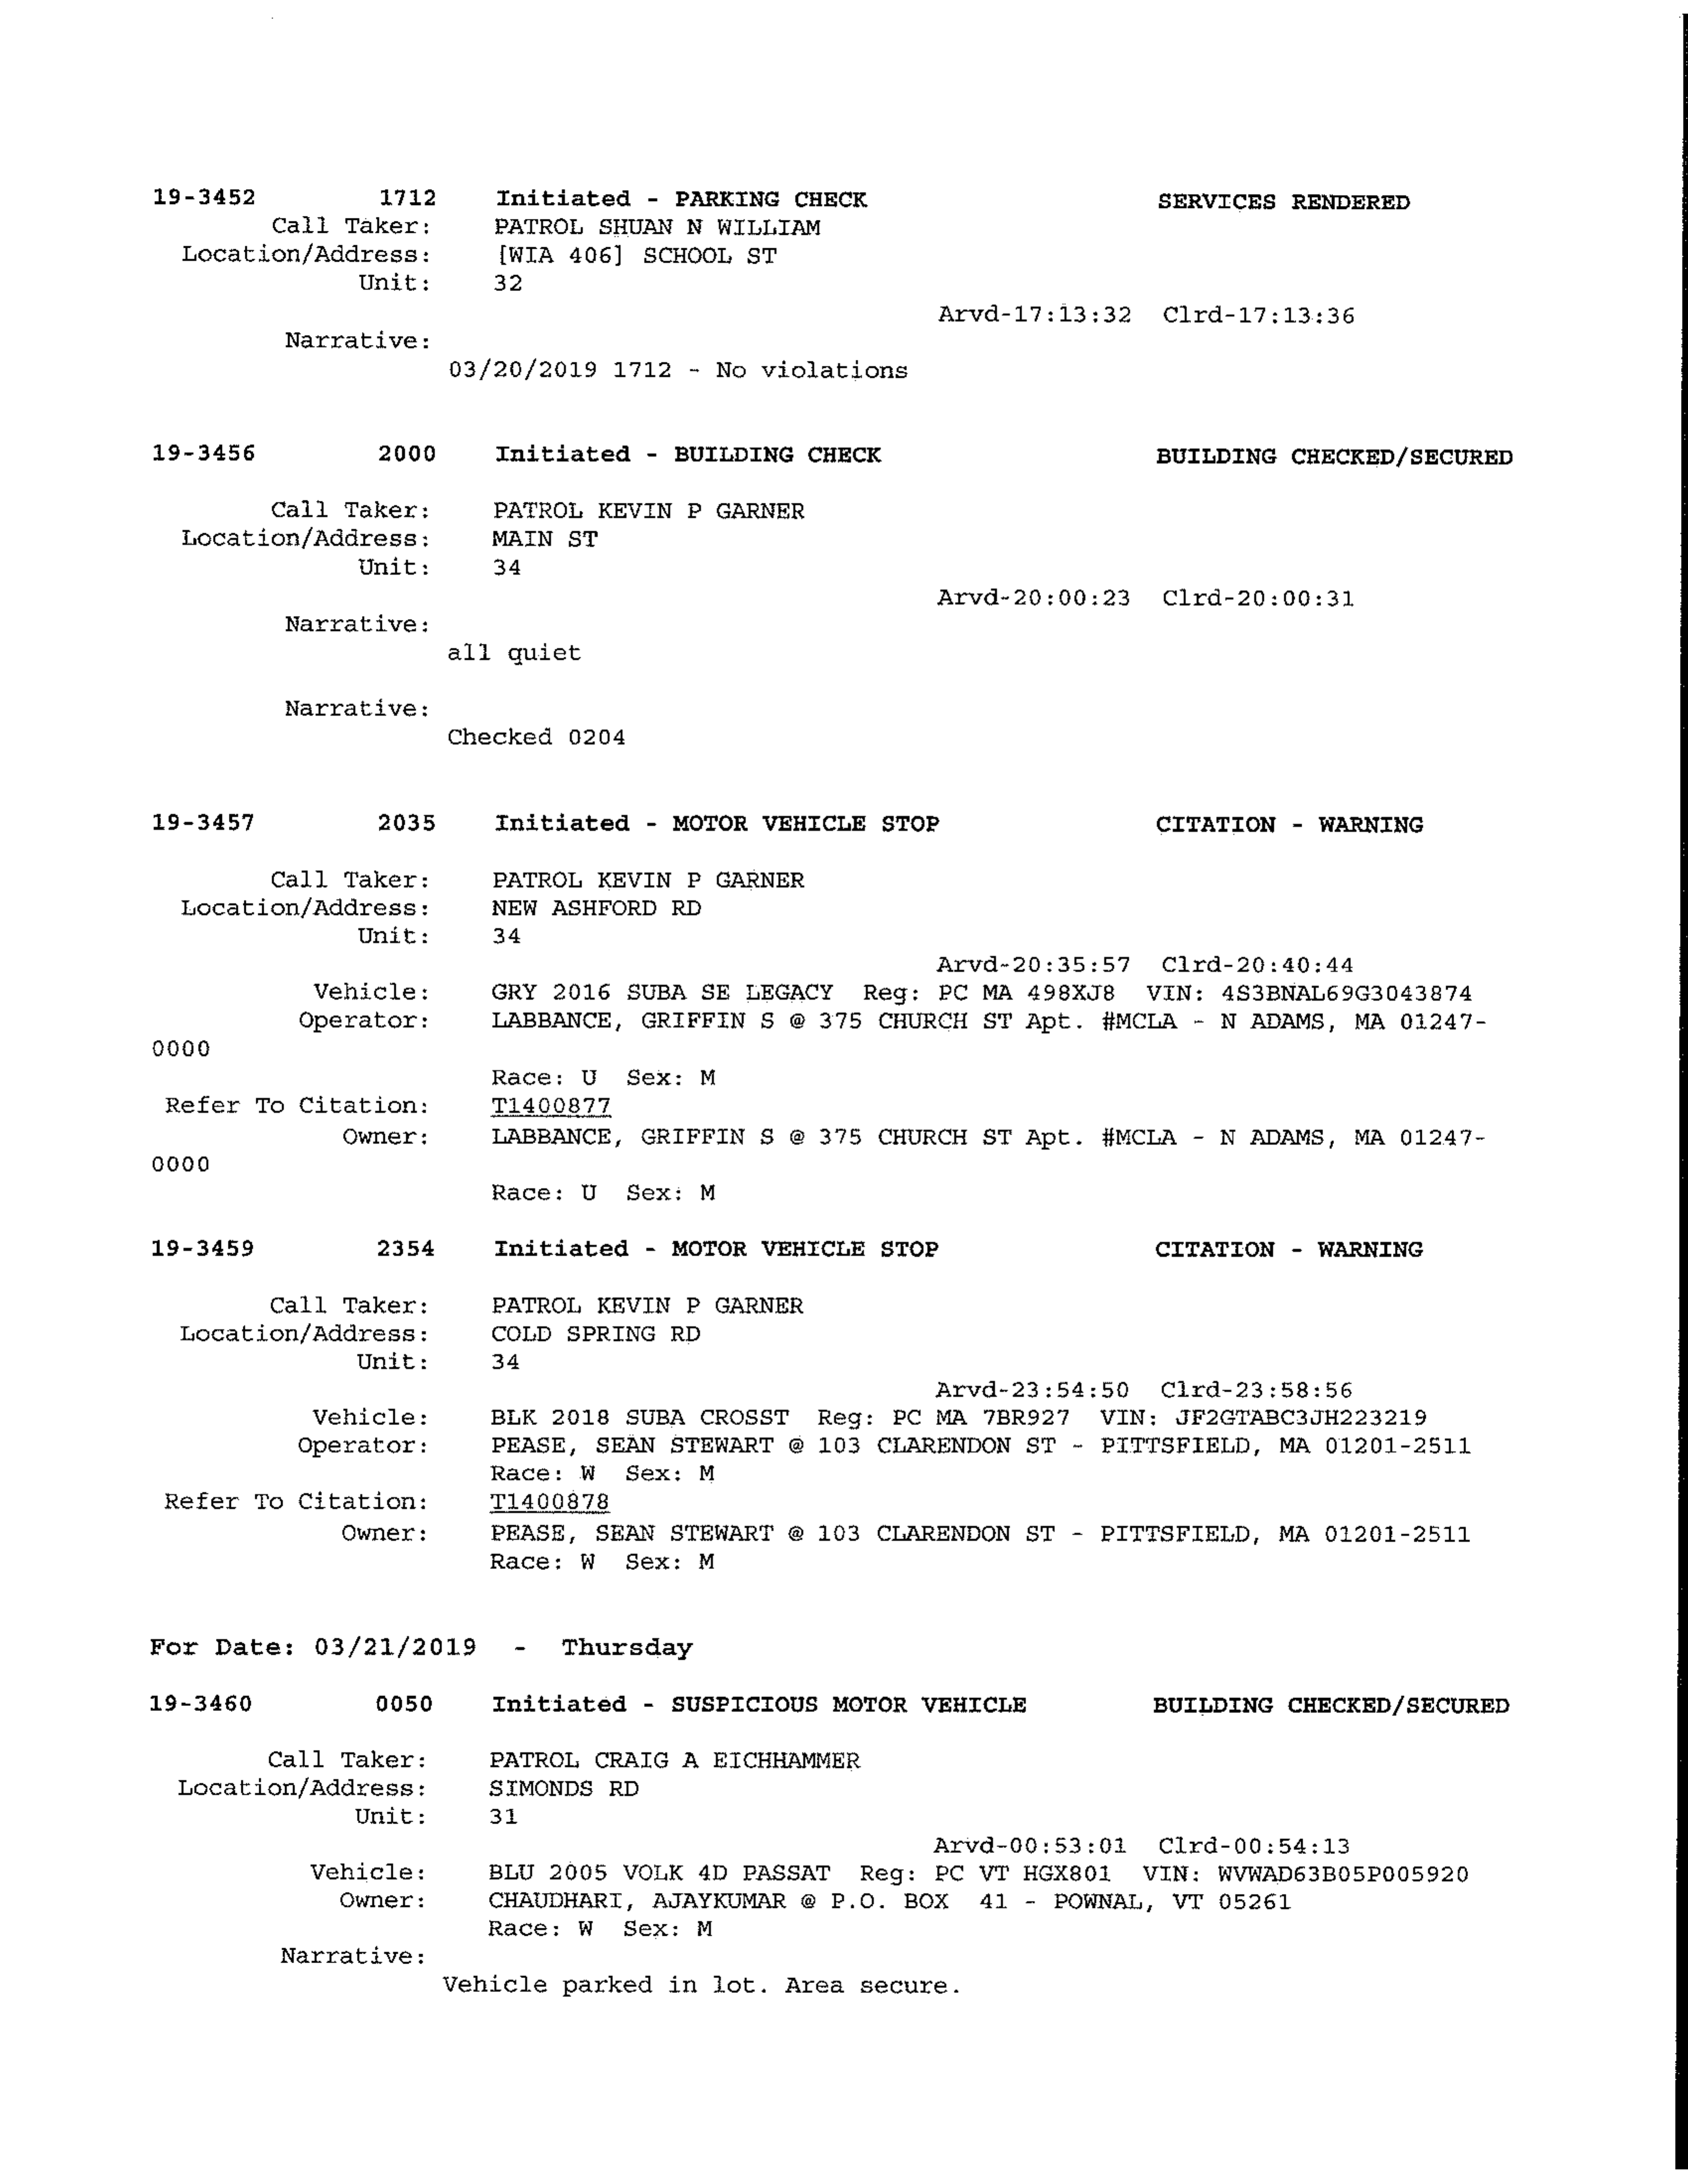 19-3452 1712 Initiated - PARKING CHECK SERVICES RENDERED
Call Taker: PATROL SHUAN N WILLIAM
Location/Address: [WIA 406] SCHOOL ST
Unit: 32
Arvd-17:13:32 Clrd-17:13:36
Narrative:
03/20/2019 1712 - No violations
19-3456 2000 Initiated - BUILDING CHECK BUILDING CHECKED/SECURED
Call Taker: PATROL KEVIN P GARNER
Location/Address: MAIN ST
Unit: 34
Arvd-20:00:23 Clrd-20:00:31
Narrative:
all quiet
Narrative:
Checked 0204
19-3457 2035 Initiated - MOTOR VEHICLE STOP CITATION - WARNING
Call Taker: PATROL KEVIN P GARNER
Location/Address: NEW ASHFORD RD
Unit: 34
Arvd-20:35:57 Clrd-20:40:44
Vehicle: GRY 2016 SUBA SE LEGACY Reg: PC MA 498XJ8 VIN: 4S3BNAL69G3043874
Operator: LABBANCE, GRIFFIN S @ 375 CHURCH ST Apt. #MCLA - N ADAMS, MA 01247-
0000
Race: U Sex: M
Refer To Citation: T1400877
Owner: LABBANCE, GRIFFIN S @ 375 CHURCH ST Apt. #MCLA - N ADAMS, MA 01247-
0000
Race: U Sex: M
19-3459 2354 Initiated - MOTOR VEHICLE STOP CITATION - WARNING
Call Taker: PATROL KEVIN P GARNER
Location/Address: COLD SPRING RD
Unit: 34
Arvd-23:54:50 Clrd-23:58:56
Vehicle: BLK 2018 SUBA CROSST Reg: PC MA 7BR927 VIN: JF2GTABC3JH223219
Operator: PEASE, SEAN STEWART @ 103 CLARENDON ST - PITTSFIELD, MA 01201-2511
Race: W Sex: M
Refer To Citation: T1400878
Owner: PEASE, SEAN STEWART @ 103 CLARENDON ST - PITTSFIELD, MA 01201-2511
Race: W Sex: M
For Date: 03/21/2019 - Thursday
19-3460 0050 Initiated - SUSPICIOUS MOTOR VEHICLE BUILDING CHECKED/SECURED
Call Taker: PATROL CRAIG A EICHHAMMER
Location/Address: SIMONDS RD
Unit: 31
Arvd-00:53:01 Clrd-00:54:13
Vehicle: BLU 2005 VOLK 4D PASSAT Reg: PC VT HGX801 VIN: WVWAD63B05P005920
Owner: CHAUDHARI, AJAYKUMAR @ P.O. BOX 41 - POWNAL, VT 05261
Race: W Sex: M
Narrative:
Vehicle parked in lot. Area secure.